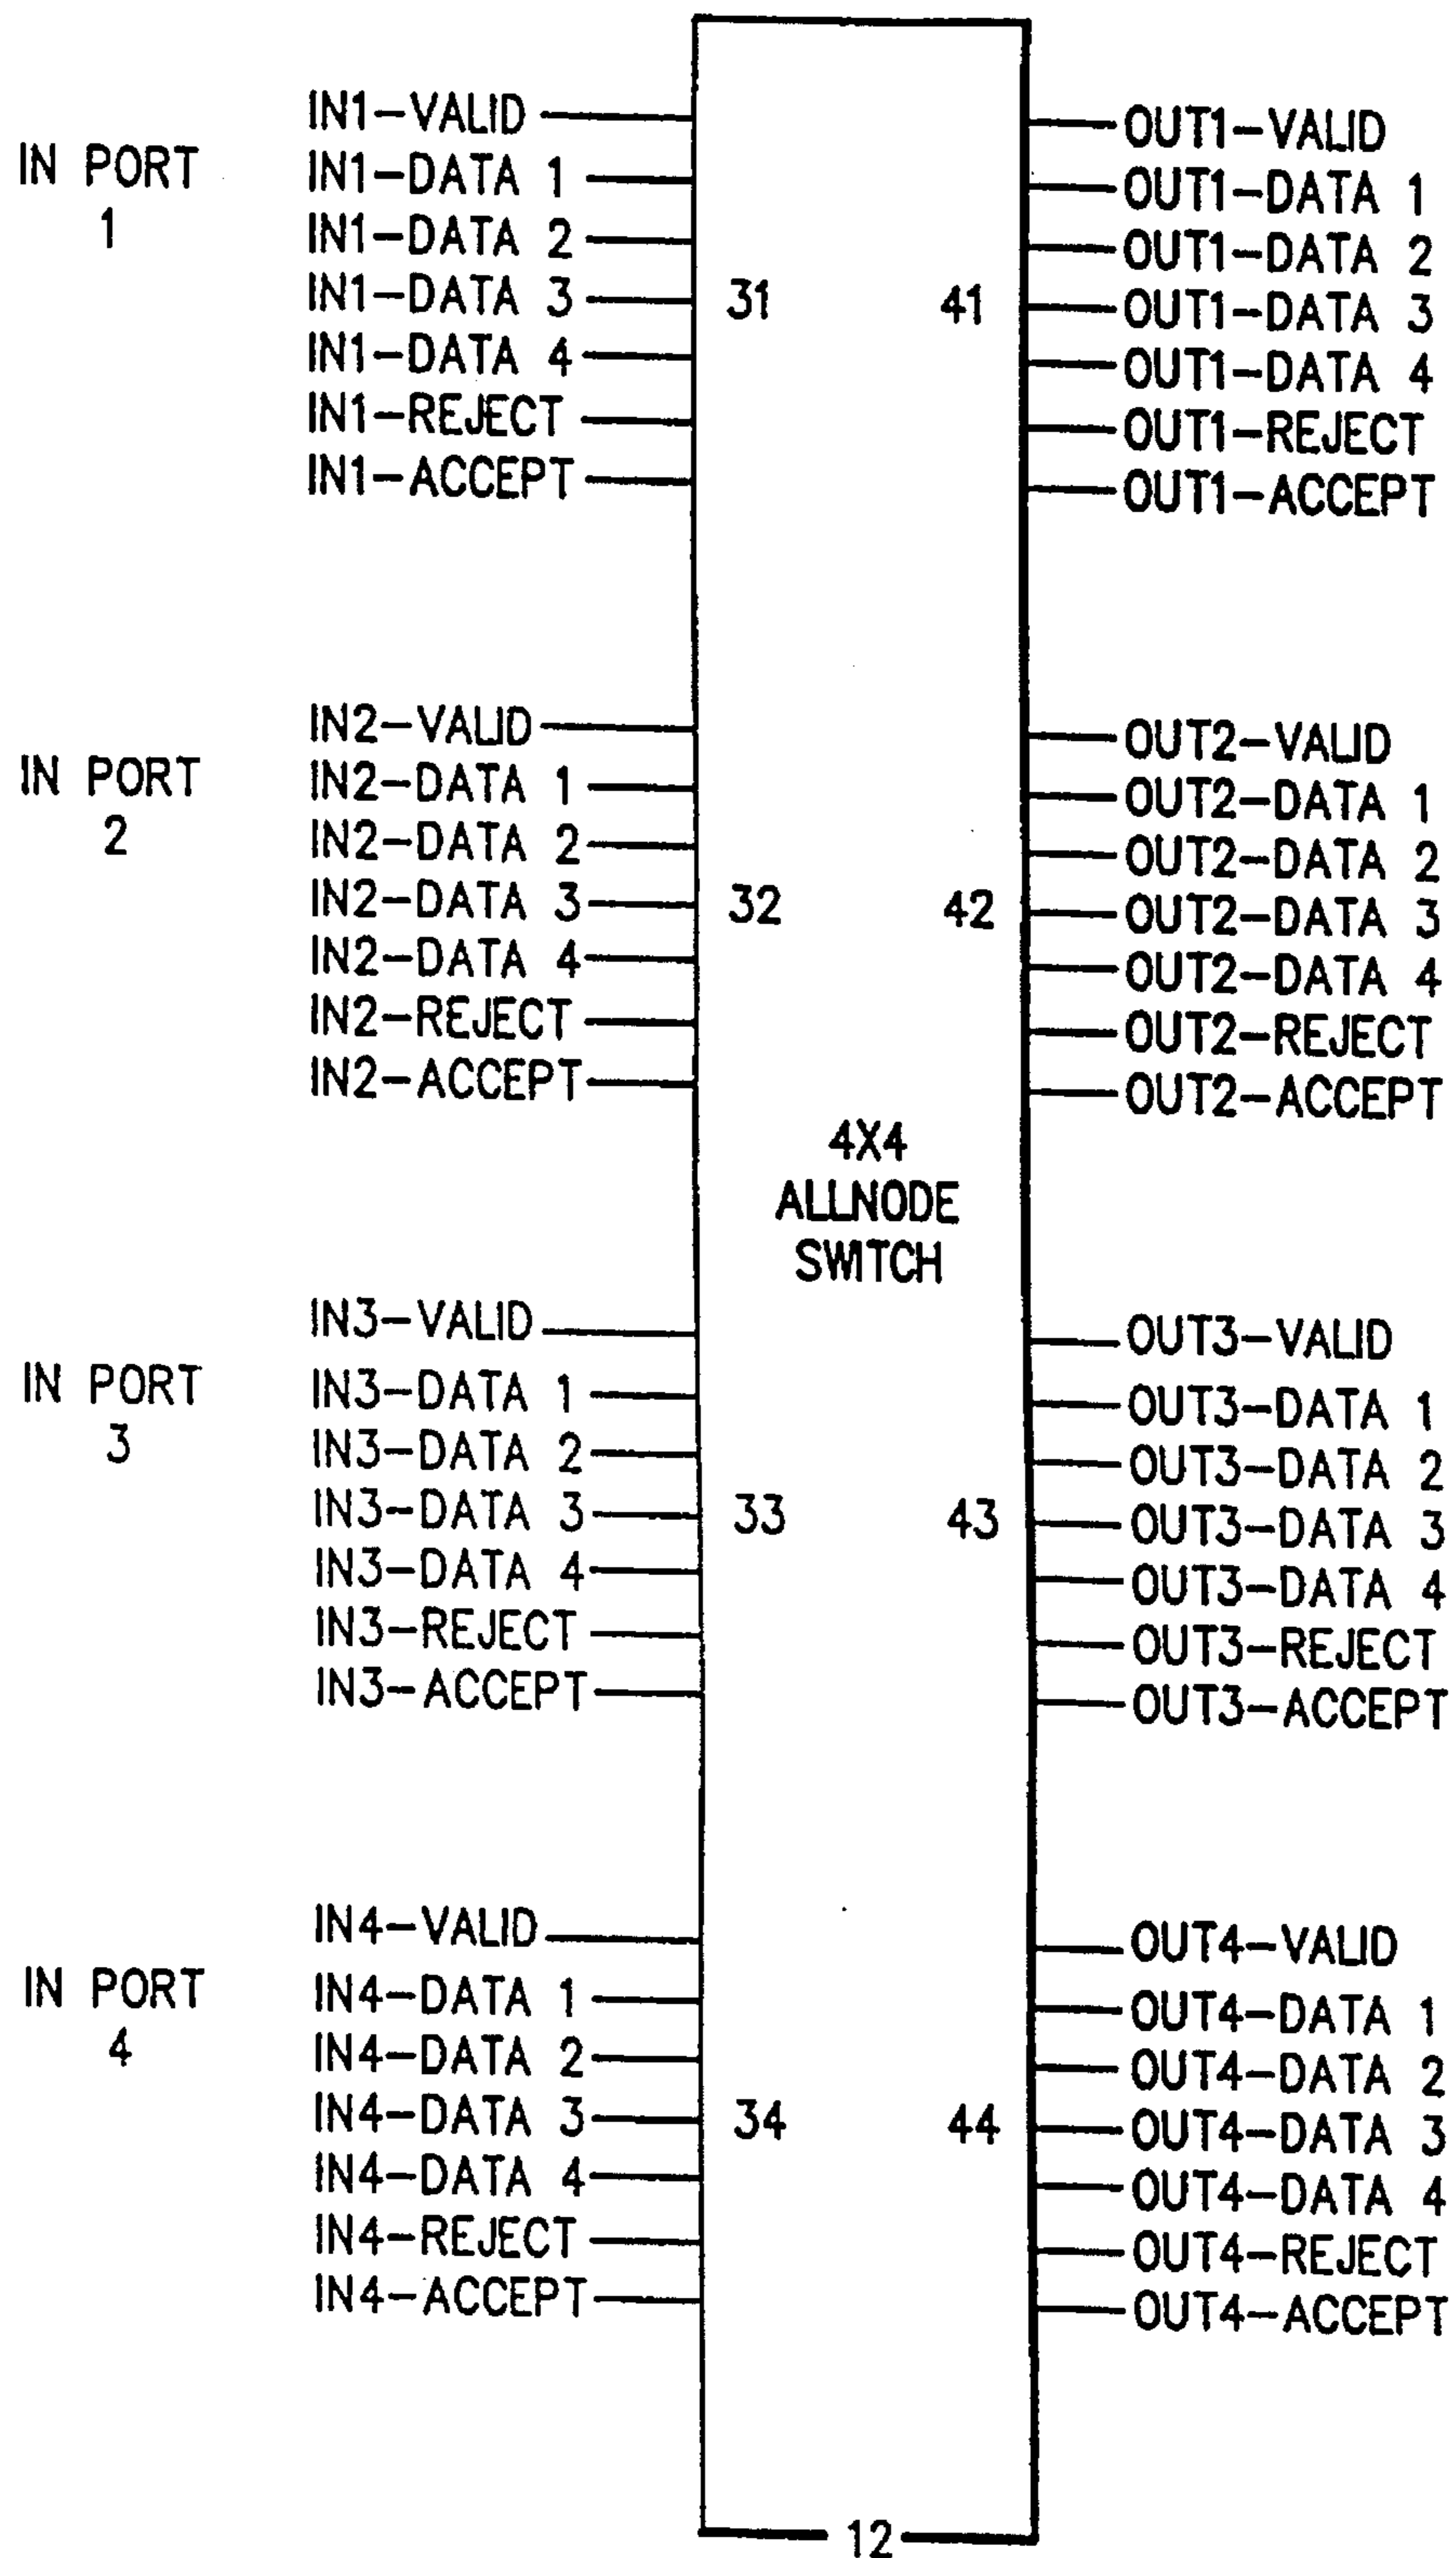 IN PORT
1
IN1-VALID
IN1-DATA 1
IN1-DATA 2
IN1-DATA 3
IN1-DATA 4
IN1-REJECT
IN1-ACCEPT
31
41
OUT1-VALID
OUT1-DATA 1
OUT1-DATA 2
OUT1-DATA 3
OUT1-DATA 4
OUT1-REJECT
OUT1-ACCEPT
IN PORT
2
IN2-VALID
IN2-DATA 1
IN2-DATA 2
IN2-DATA 3
IN2-DATA 4
IN2-REJECT
IN2-ACCEPT
32
42
OUT2-VALID
OUT2-DATA 1
OUT2-DATA 2
OUT2-DATA 3
OUT2-DATA 4
OUT2-REJECT
OUT2-ACCEPT
4X4
ALLNODE
SWITCH
IN PORT
3
IN3-VALID
IN3-DATA 1
IN3-DATA 2
IN3-DATA 3
IN3-DATA 4
IN3-REJECT
IN3-ACCEPT
33
43
OUT3-VALID
OUT3-DATA 1
OUT3-DATA 2
OUT3-DATA 3
OUT3-DATA 4
OUT3-REJECT
OUT3-ACCEPT
IN PORT
4
IN4-VALID
IN4-DATA 1
IN4-DATA 2
IN4-DATA 3
IN4-DATA 4
IN4-REJECT
IN4-ACCEPT
34
44
OUT4-VALID
OUT4-DATA 1
OUT4-DATA 2
OUT4-DATA 3
OUT4-DATA 4
OUT4-REJECT
OUT4-ACCEPT
12